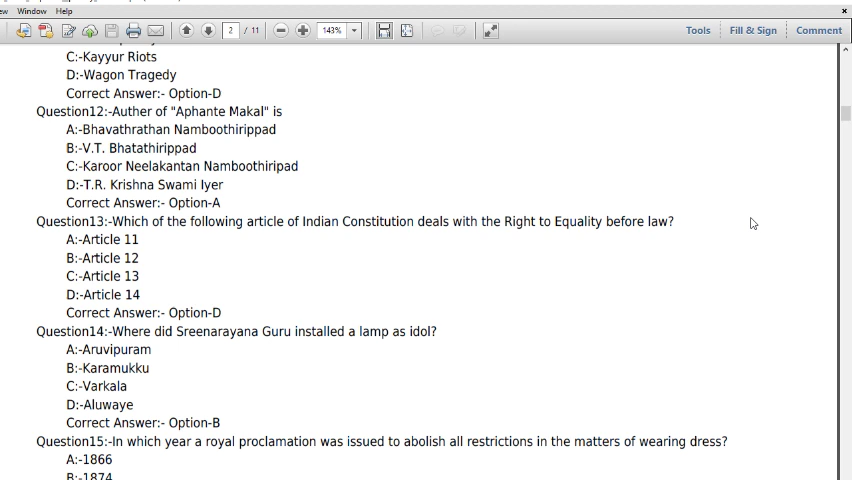 Window Help
2 / 11 143% Tools Fill & Sign Comment
C:-Kayyur Riots
D:-Wagon Tragedy
Correct Answer:- Option-D
Question12:-Auther of "Aphante Makal" is
A:-Bhavathrathan Namboothirippad
B:-V.T. Bhatathirippad
C:-Karoor Neelakantan Namboothiripad
D:-T.R. Krishna Swami Iyer
Correct Answer:- Option-A
Question13:-Which of the following article of Indian Constitution deals with the Right to Equality before law?
A:-Article 11
B:-Article 12
C:-Article 13
D:-Article 14
Correct Answer:- Option-D
Question14:-Where did Sreenarayana Guru installed a lamp as idol?
A:-Aruvipuram
B:-Karamukku
C:-Varkala
D:-Aluwaye
Correct Answer:- Option-B
Question15:-In which year a royal proclamation was issued to abolish all restrictions in the matters of wearing dress?
A:-1866
B:-1874